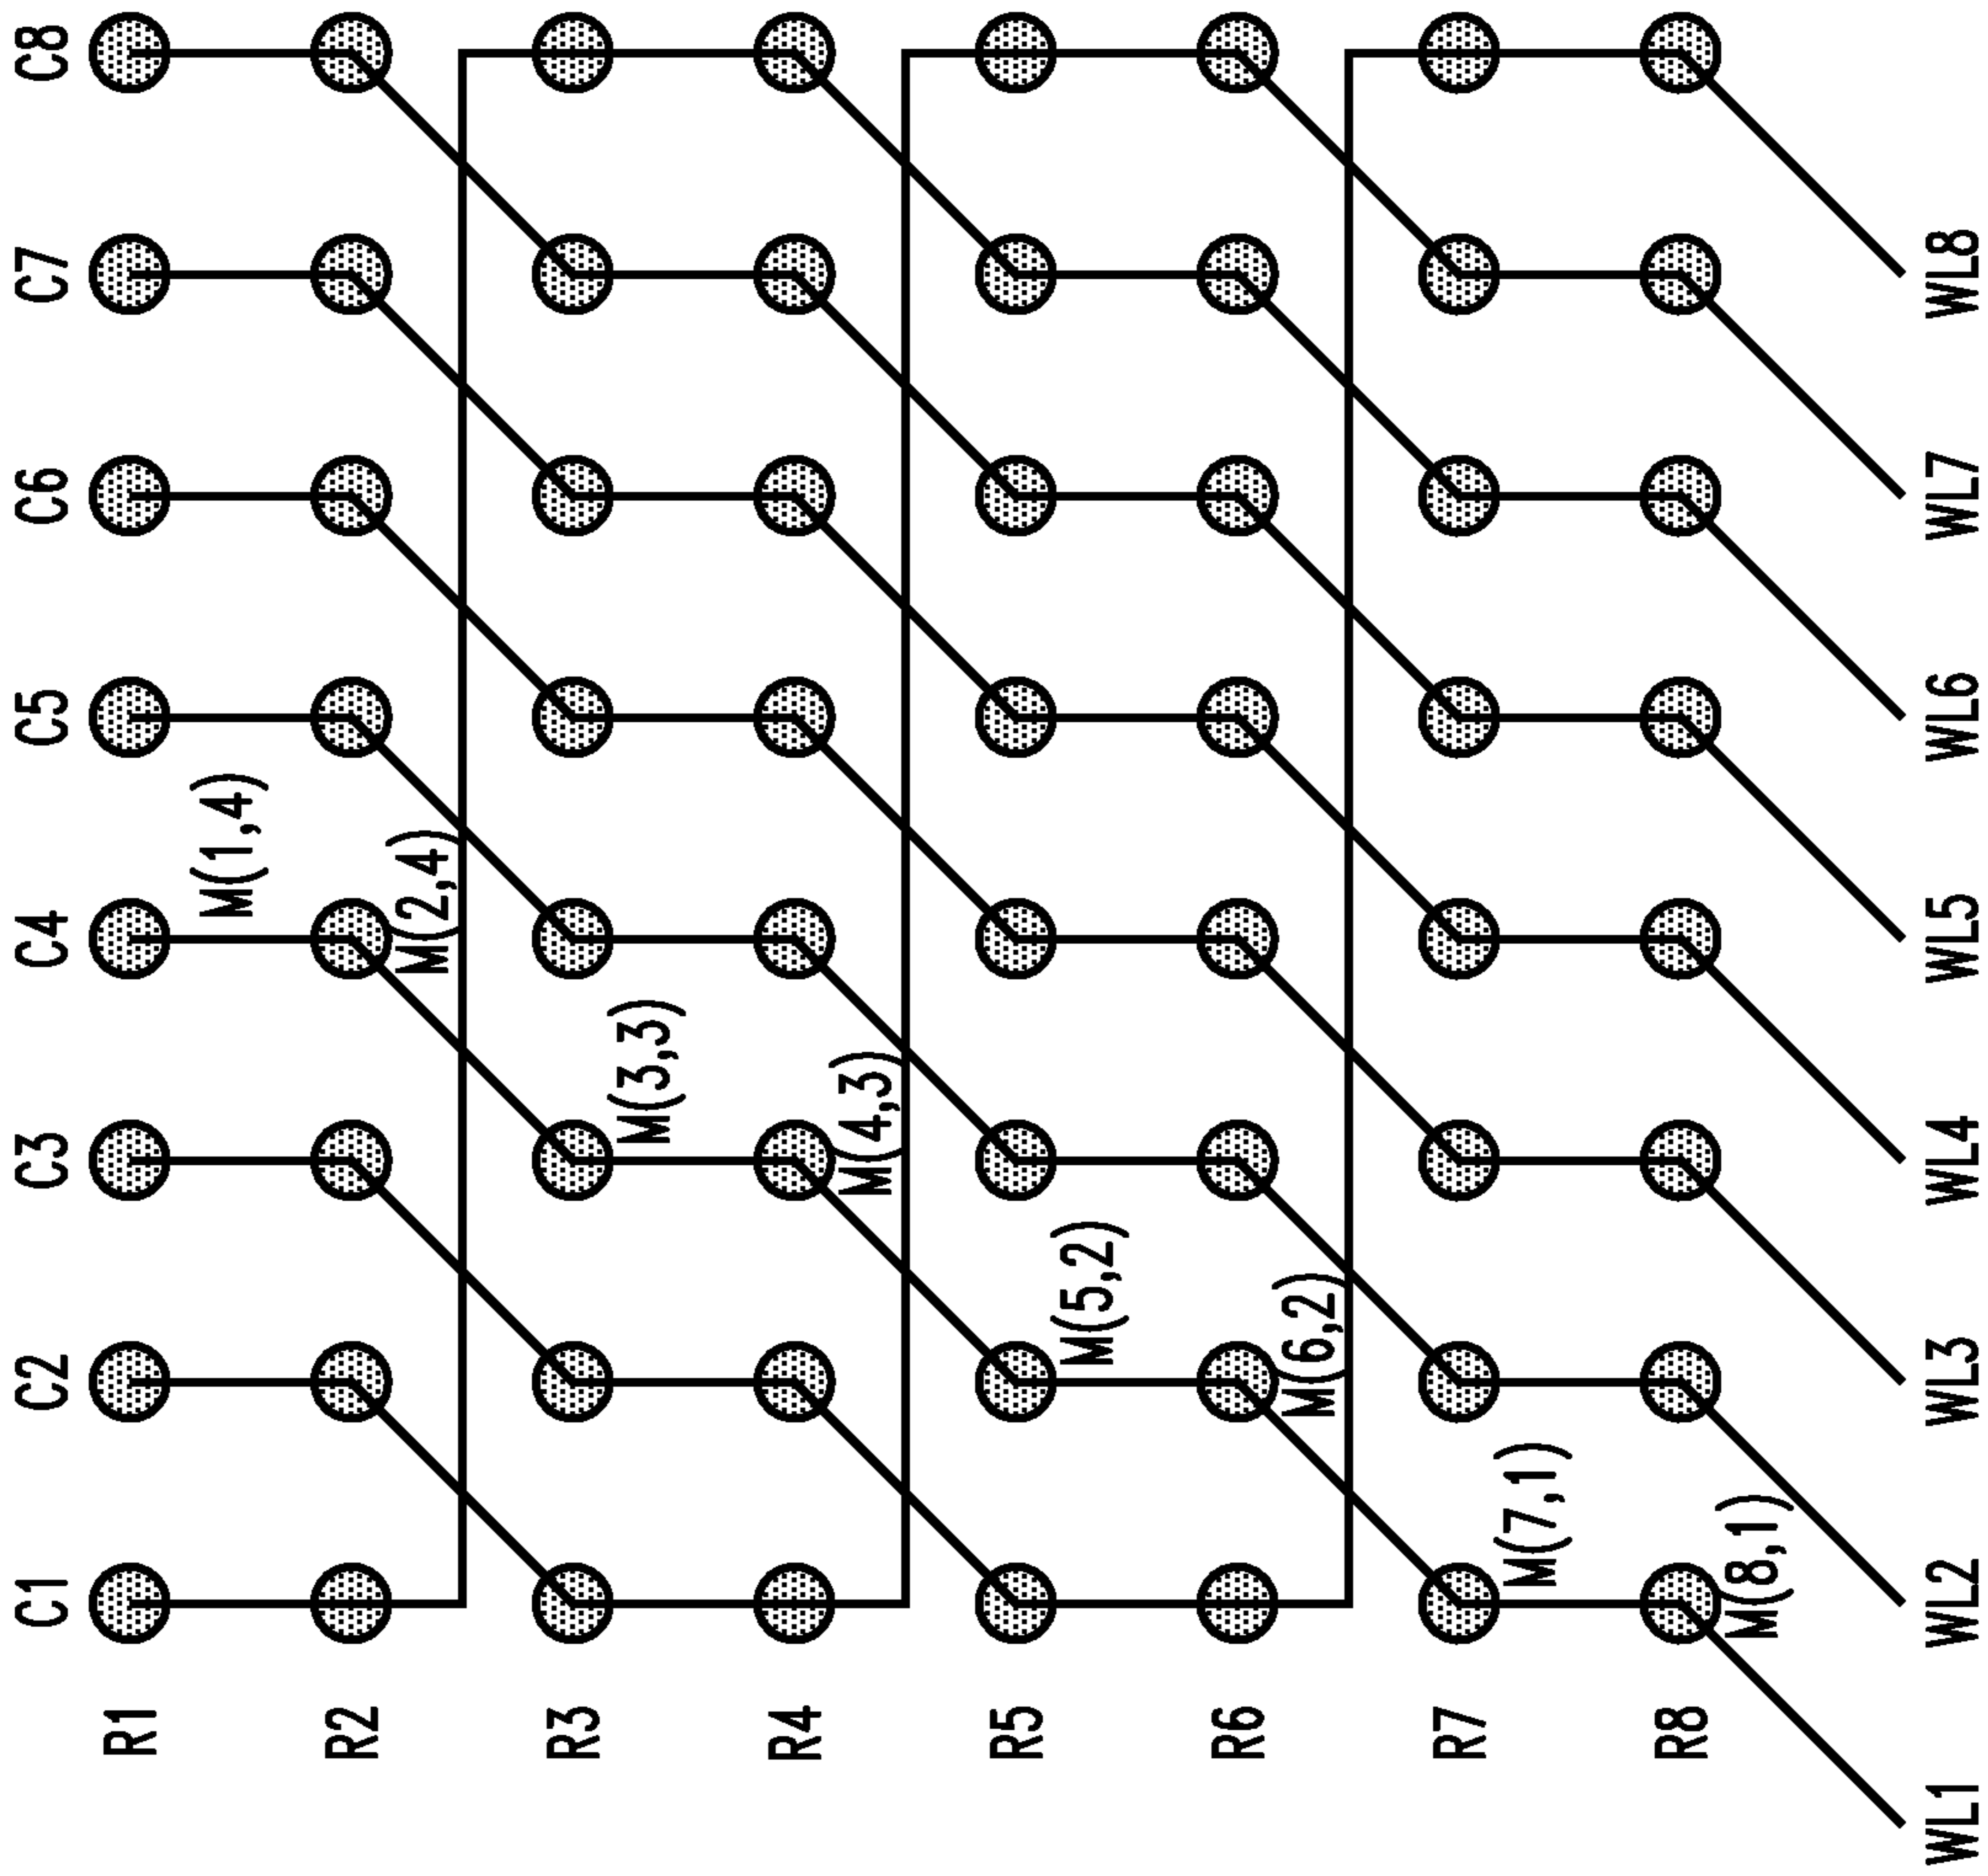 C1 C2 C3 C4 C5 C6 C7 C8
R1
M(1,4)
R2
M(2,4)
R3
M(3,3)
R4
M(4,3)
R5
M(5,2)
R6
M(6,2)
R7
M(7,1)
R8
M(8,1)
WL1 WL2 WL3 WL4 WL5 WL6 WL7 WL8